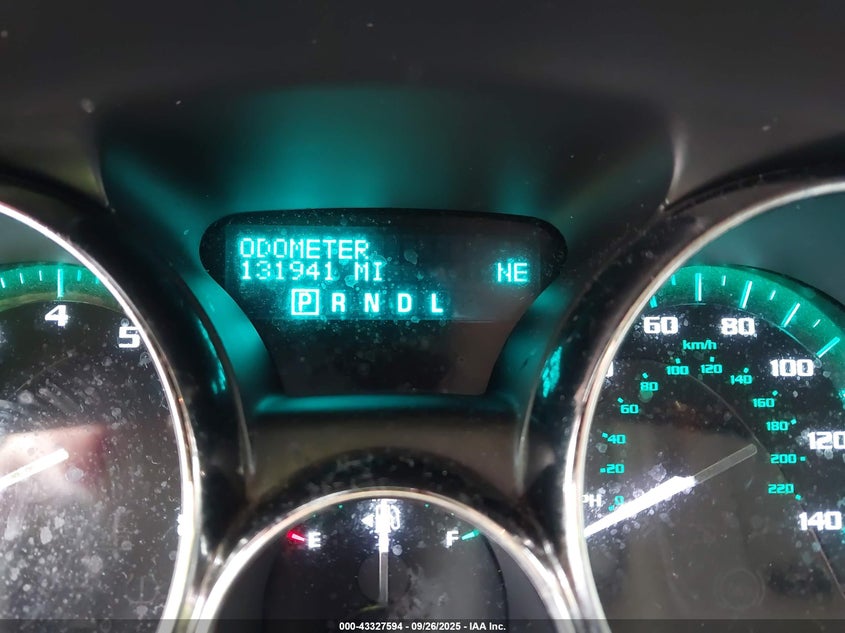 ODOMETER
131941 MI NE
P R N D L
4 5
60 80 100 120 140
km/h
20 40 60 80 100 120 140 160 180 200 220
E F
000-43327594 - 09/26/2025 - IAA Inc.